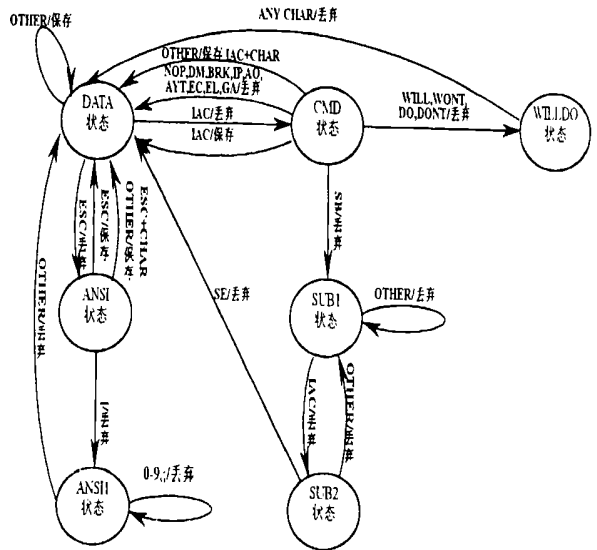 ANY CHAR/丢弃
OTHER/保存
OTHER/保存 IAC+CHAR
NOP,DM,BRK,IP,AO,
AYT,EC,EL,GA/丢弃
DATA
状态
CMD
状态
WILLDO
状态
IAC/丢弃
IAC/保存
WILL,WONT,
DO,DONT/丢弃
ESC/丢弃
ESC/保存
OTHER/保存
ESC+CHAR
SB/丢弃
OTHER/丢弃
SE/丢弃
ANSI
状态
SUB1
状态
OTHER/丢弃
IAC/丢弃
OTHER/丢弃
[/丢弃
ANSI1
状态
0-9,;/丢弃
SUB2
状态